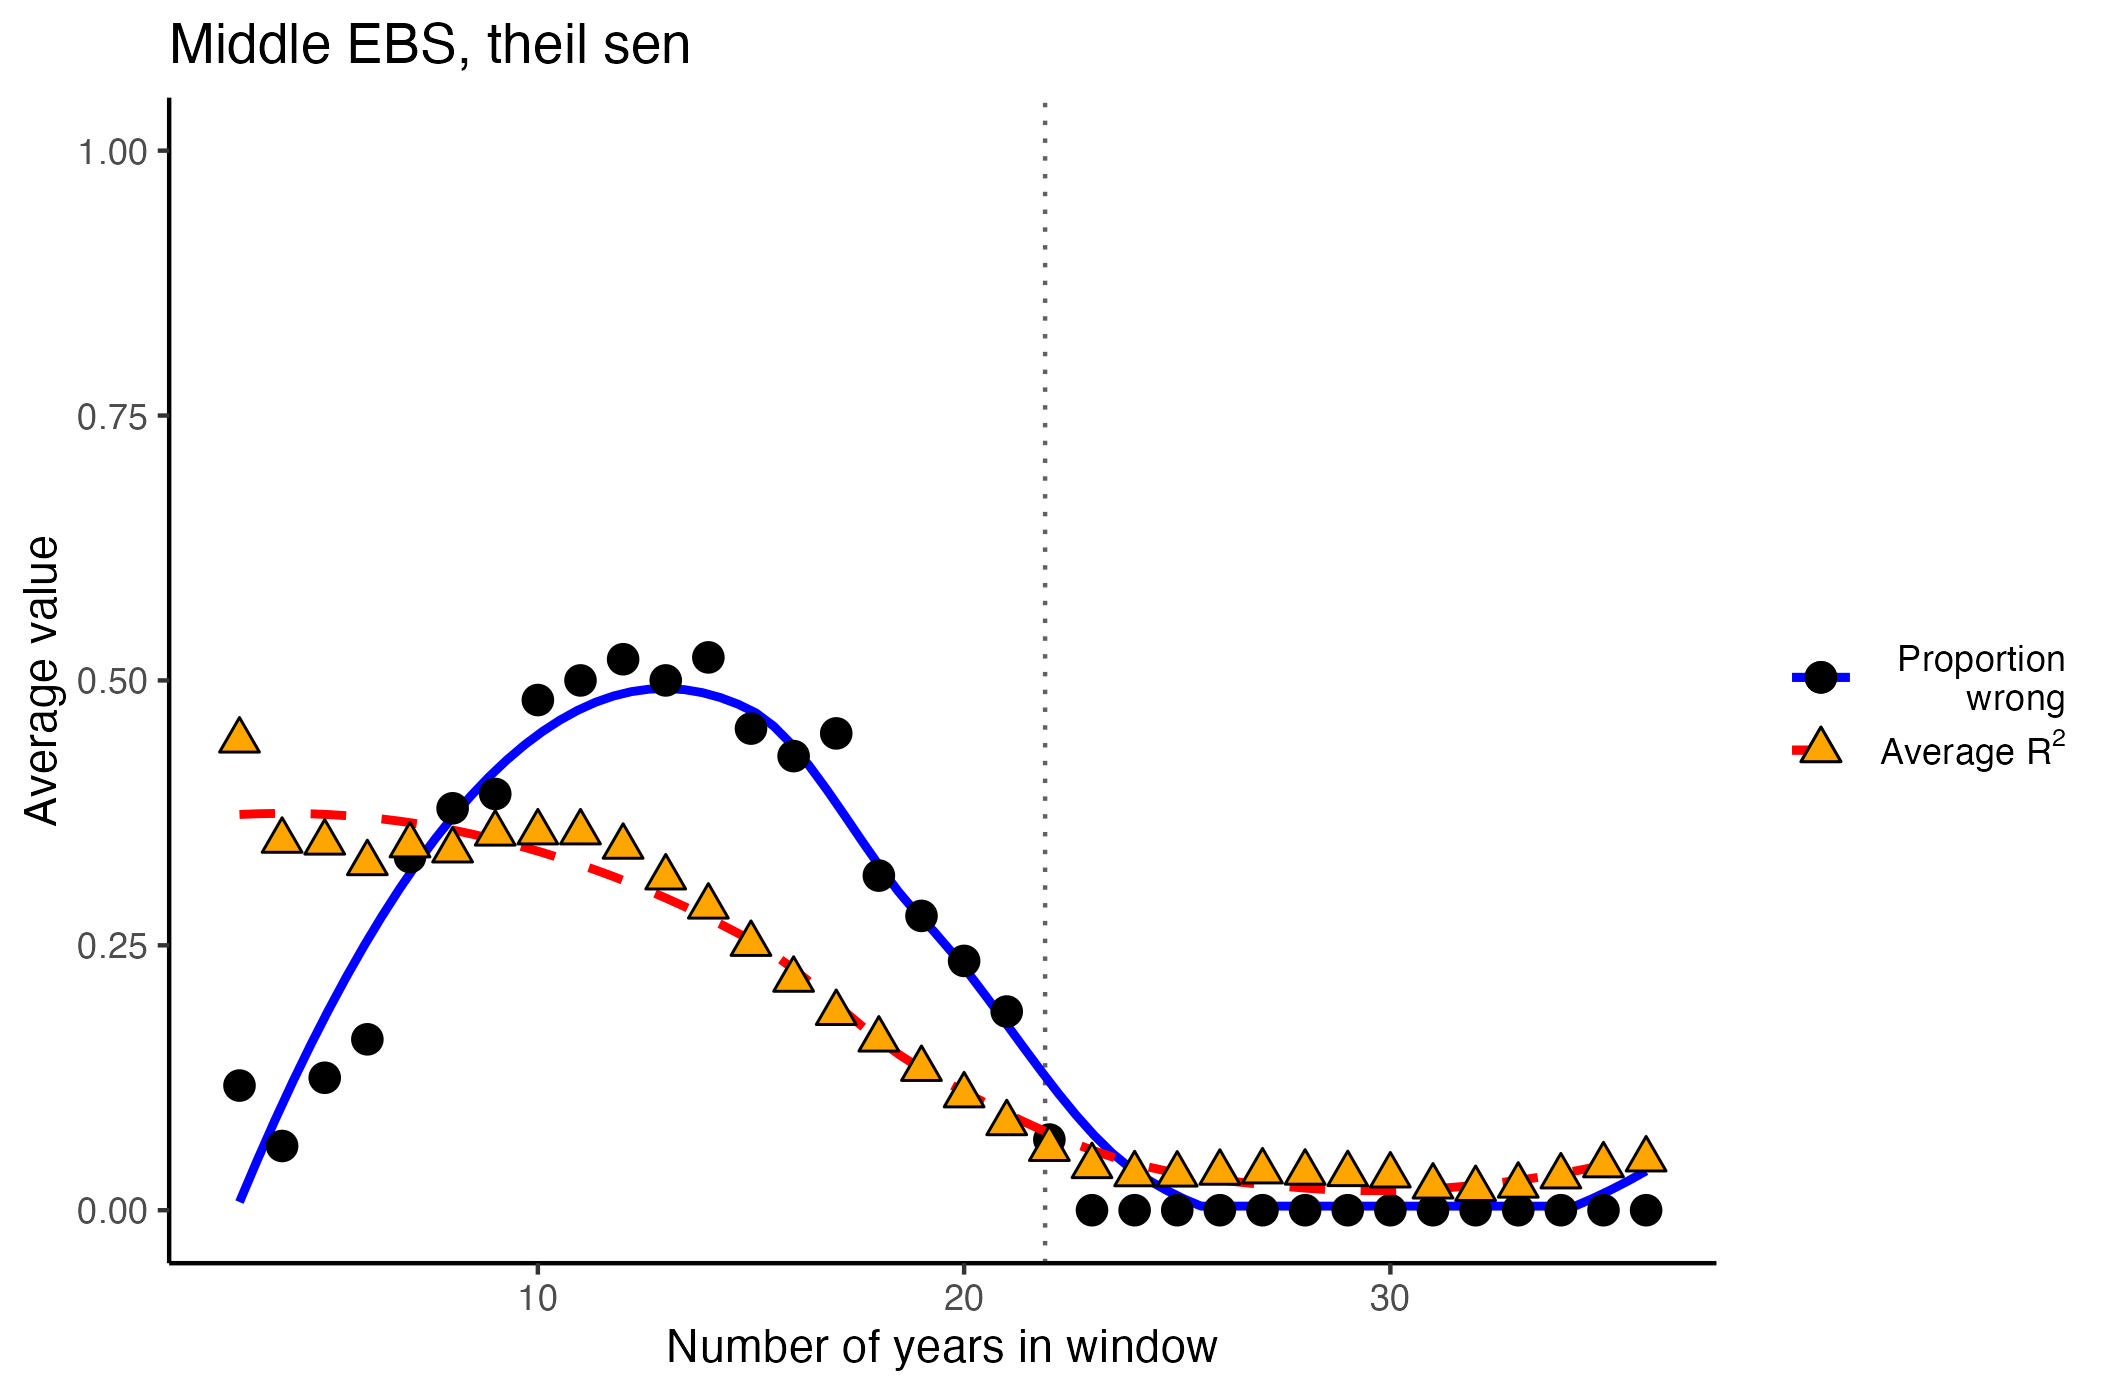 Middle EBS, theil sen
1.00
0.75
0.50
0.25
0.00
Average value
10
20
30
Number of years in window
Proportion
wrong
Average R²